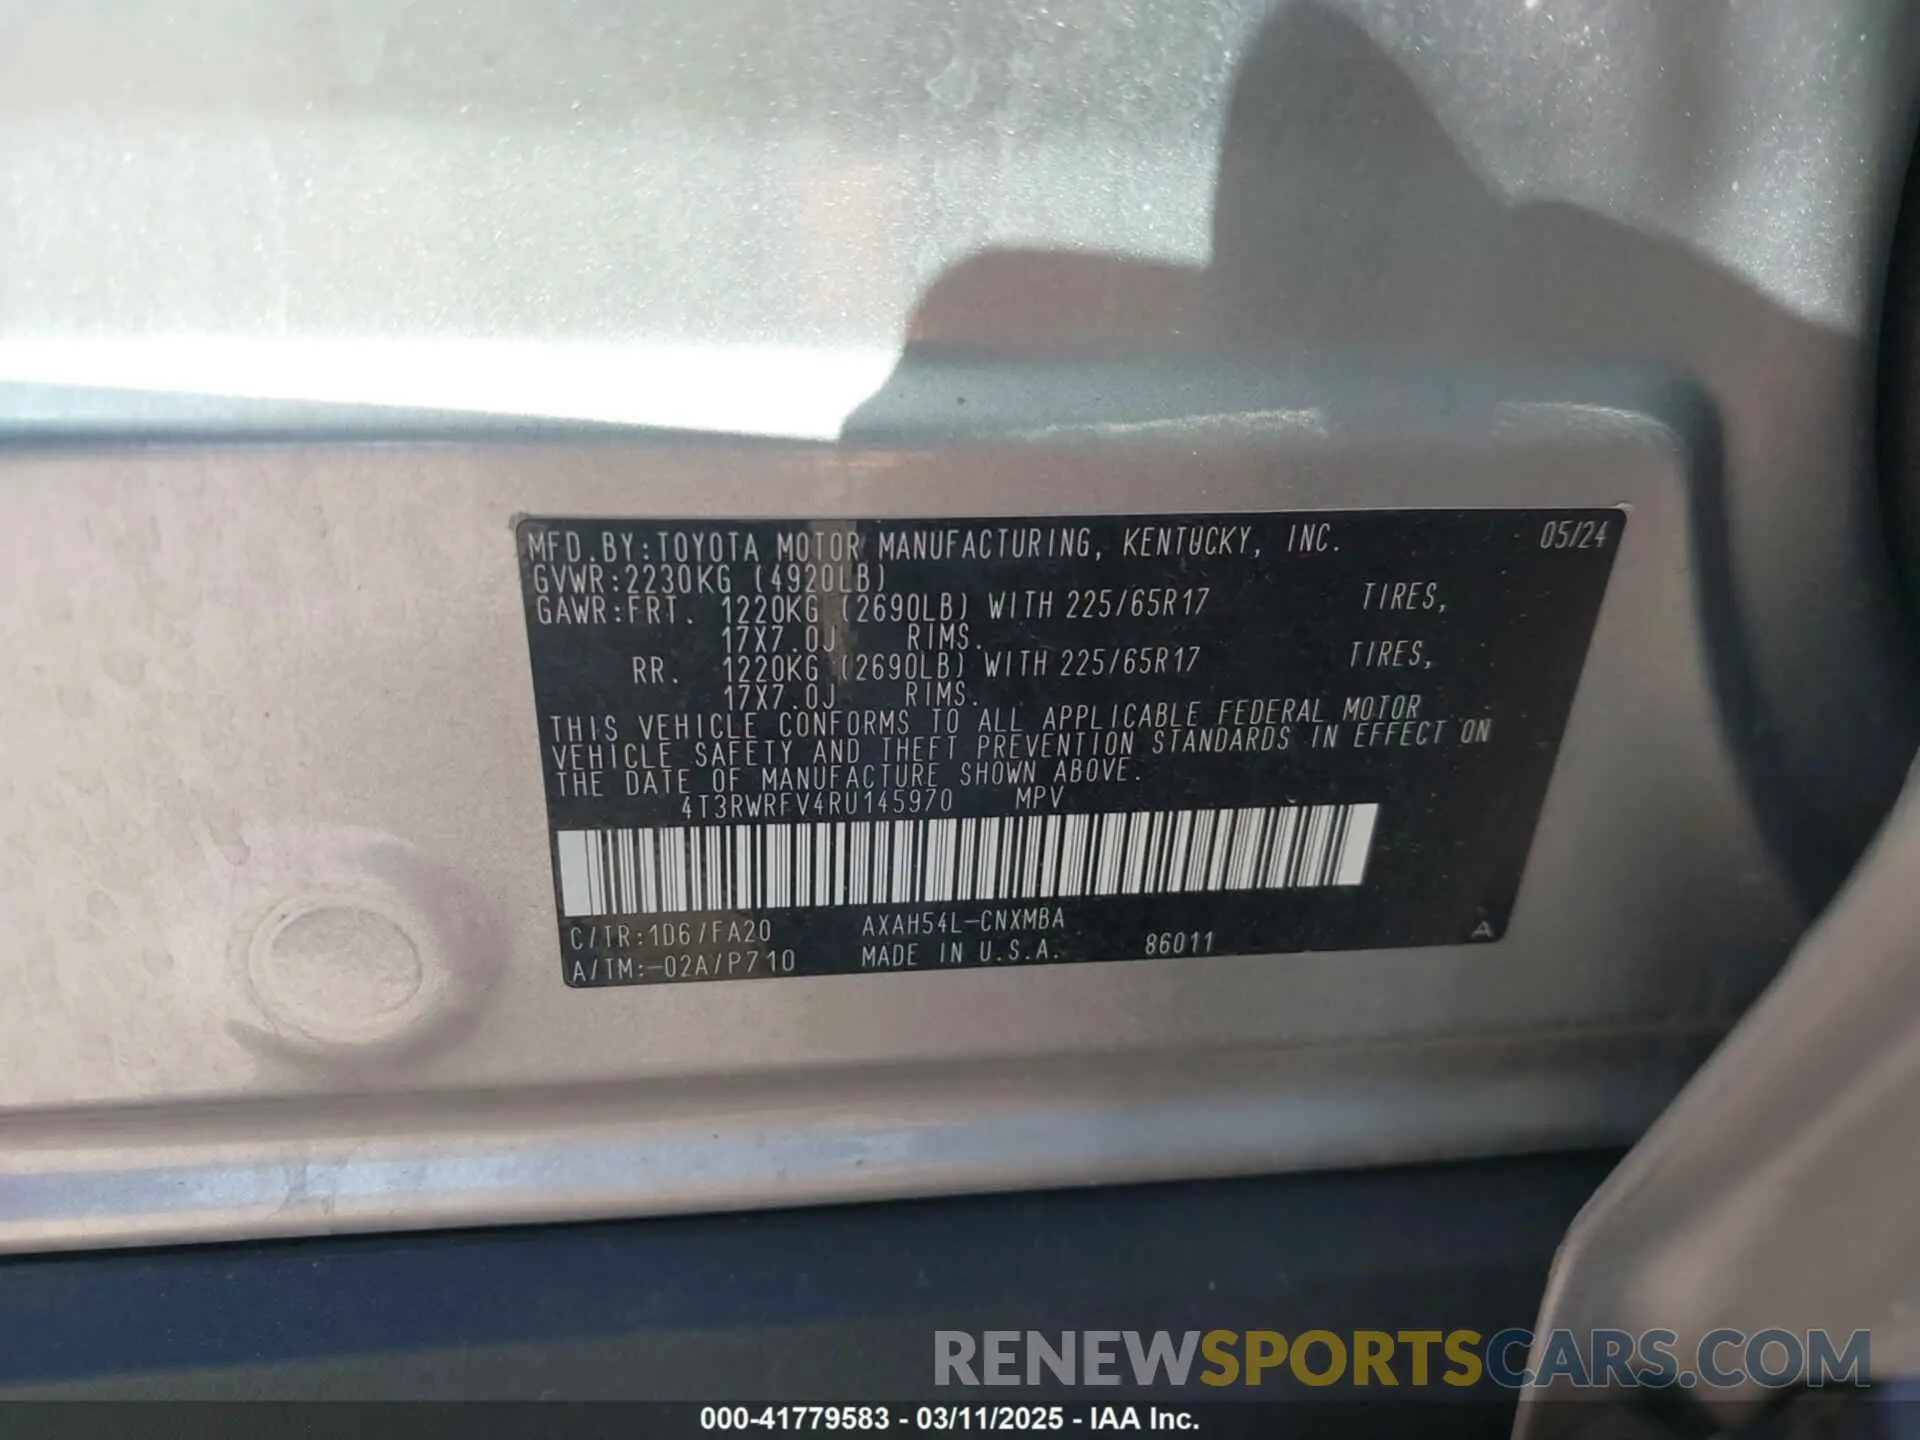 MFD.BY:TOYOTA MOTOR MANUFACTURING, KENTUCKY, INC. 05/24
GVWR:2230KG (4920LB)
GAWR:FRT. 1220KG (2690LB) WITH 225/65R17 TIRES,
17X7.0J RIMS.
RR. 1220KG (2690LB) WITH 225/65R17 TIRES,
17X7.0J RIMS.
THIS VEHICLE CONFORMS TO ALL APPLICABLE FEDERAL MOTOR
VEHICLE SAFETY AND THEFT PREVENTION STANDARDS IN EFFECT ON
THE DATE OF MANUFACTURE SHOWN ABOVE.
4T3RWRFV4RU145970 MPV
C/TR:1D6/FA20 AXAH54L-CNXMBA
A/TM:-02A/P710 MADE IN U.S.A. 86011 A
RENEWSPORTSCARS.COM
000-41779583 - 03/11/2025 - IAA Inc.